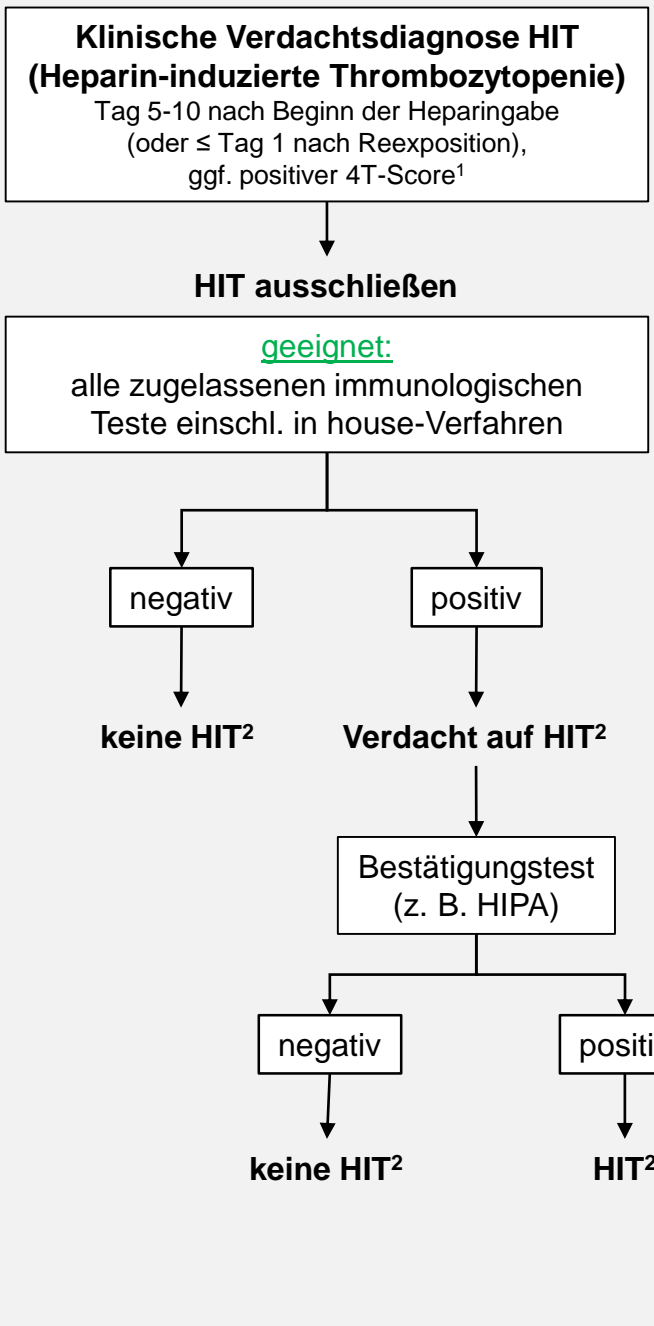 Klinische Verdachtsdiagnose HIT
(Heparin-induzierte Thrombozytopenie)
Tag 5-10 nach Beginn der Heparingabe
(oder ≤ Tag 1 nach Reexposition),
ggf. positiver 4T-Score¹
HIT ausschließen
geeignet:
alle zugelassenen immunologischen
Teste einschl. in house-Verfahren
negativ
positiv
keine HIT²
Verdacht auf HIT²
Bestätigungstest
(z. B. HIPA)
negativ
positi
keine HIT²
HIT²